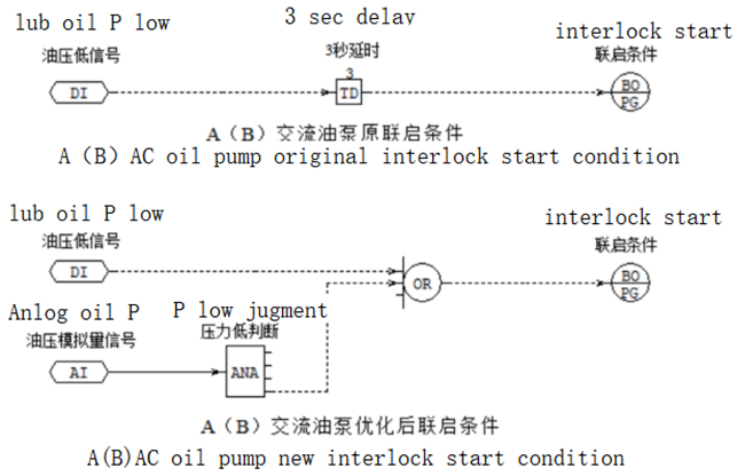 lub oil P low
3 sec delay
interlock start
油压低信号
3秒延时
联启条件
DI
3
TD
BO
PG
A（B）交流油泵原联启条件
A（B）AC oil pump original interlock start condition
lub oil P low
interlock start
油压低信号
联启条件
DI
OR
BO
PG
Anlog oil P
P low jugment
油压模拟量信号
压力低判断
AI
ANA
A（B）交流油泵优化后联启条件
A(B)AC oil pump new interlock start condition